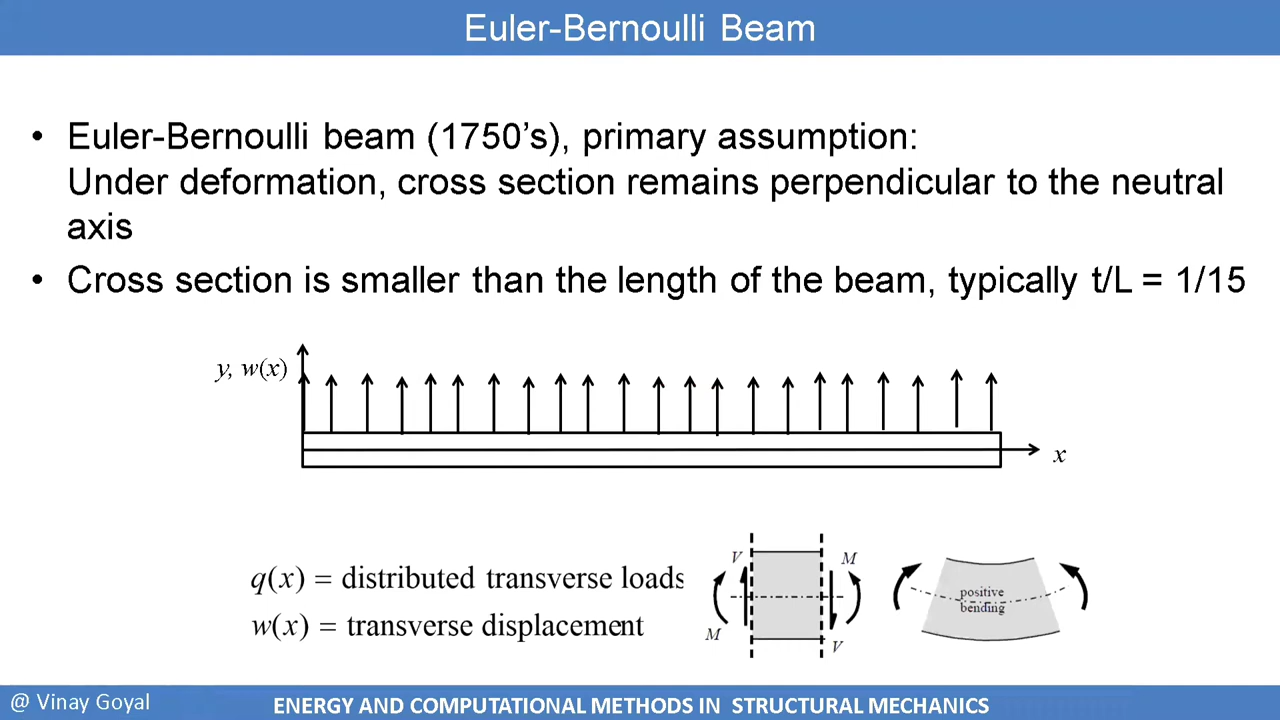 Euler-Bernoulli Beam
• Euler-Bernoulli beam (1750’s), primary assumption:
Under deformation, cross section remains perpendicular to the neutral
axis
• Cross section is smaller than the length of the beam, typically t/L = 1/15
y, w(x)
x
q(x) = distributed transverse loads
w(x) = transverse displacement
V
M
M
V
positive
bending
@ Vinay Goyal
ENERGY AND COMPUTATIONAL METHODS IN STRUCTURAL MECHANICS